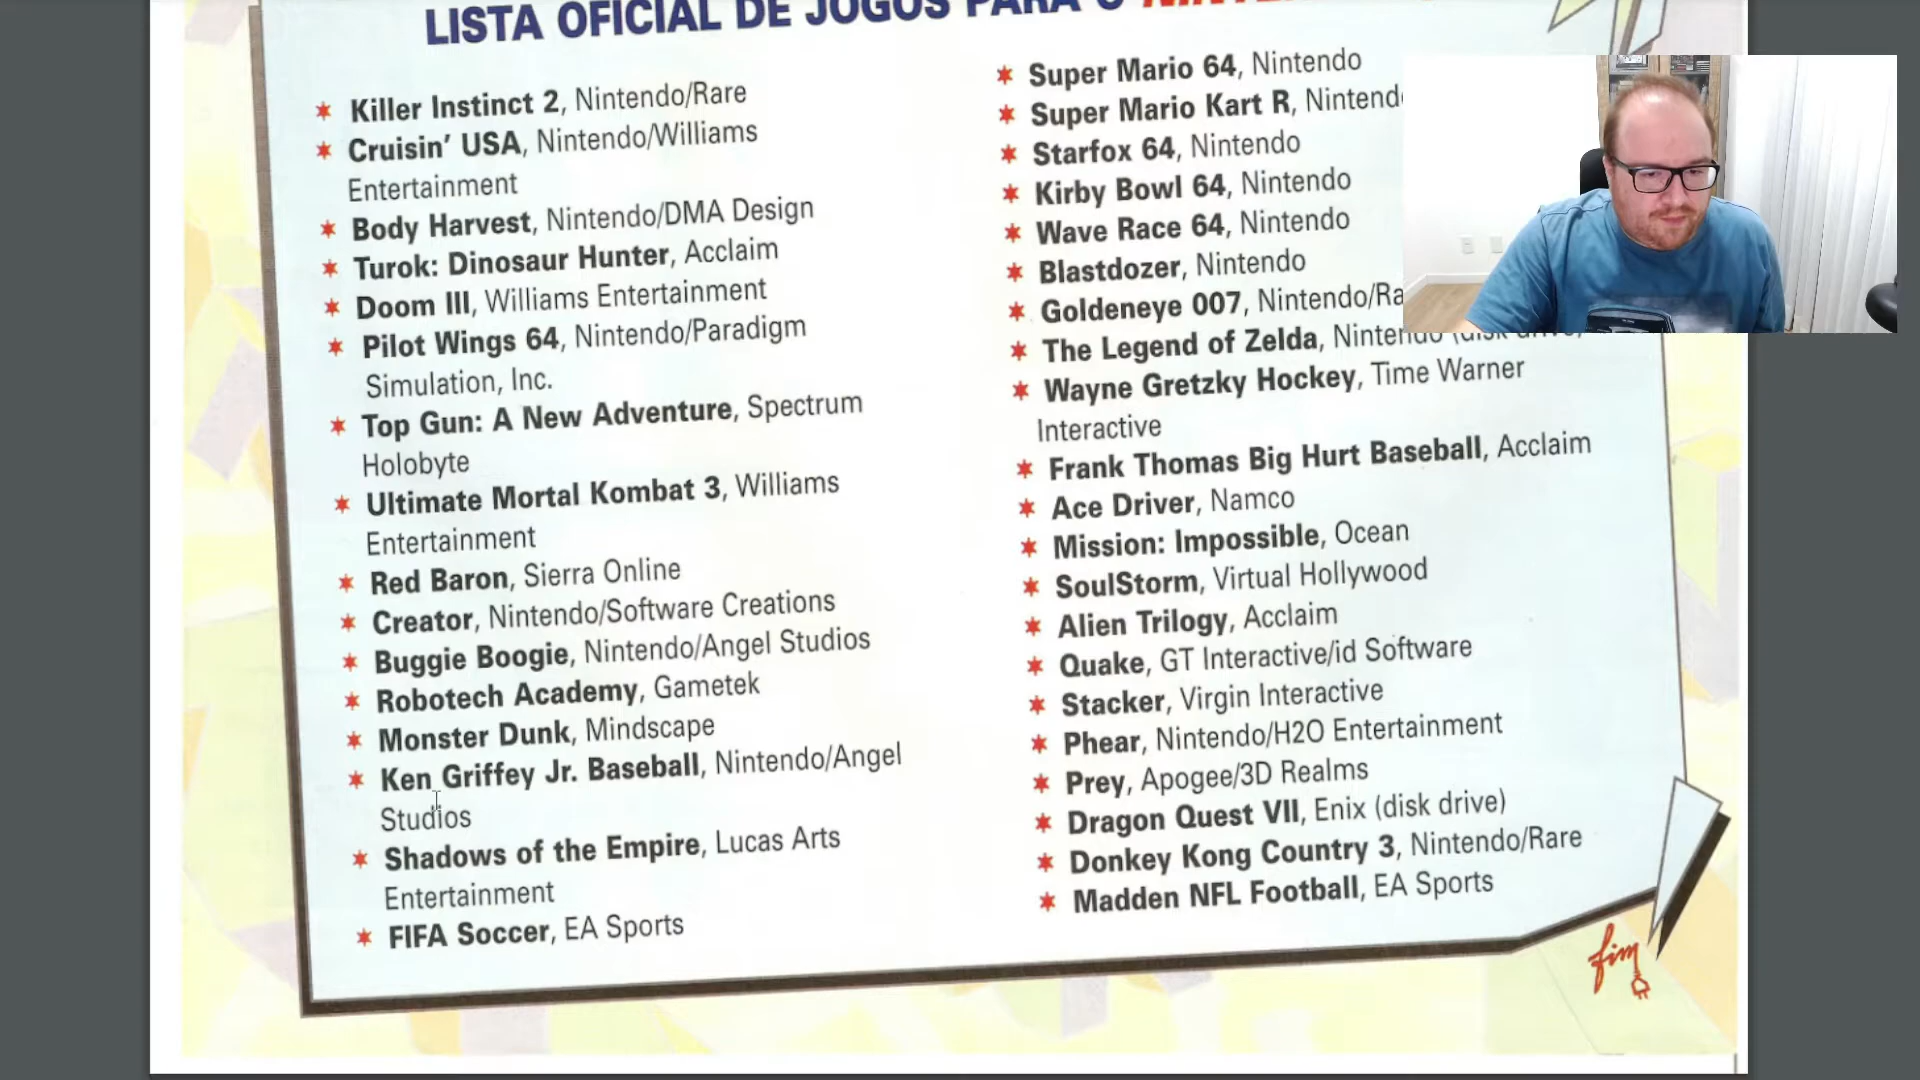 LISTA OFICIAL DE JOGOS PARA O
Killer Instinct 2, Nintendo/Rare
Cruisin' USA, Nintendo/Williams
Entertainment
Body Harvest, Nintendo/DMA Design
Turok: Dinosaur Hunter, Acclaim
Doom III, Williams Entertainment
Pilot Wings 64, Nintendo/Paradigm
Simulation, Inc.
Top Gun: A New Adventure, Spectrum
Holobyte
Ultimate Mortal Kombat 3, Williams
Entertainment
Red Baron, Sierra Online
Creator, Nintendo/Software Creations
Buggie Boogie, Nintendo/Angel Studios
Robotech Academy, Gametek
Monster Dunk, Mindscape
Ken Griffey Jr. Baseball, Nintendo/Angel
Studios
Shadows of the Empire, Lucas Arts
Entertainment
FIFA Soccer, EA Sports
Super Mario 64, Nintendo
Super Mario Kart R, Nintendo
Starfox 64, Nintendo
Kirby Bowl 64, Nintendo
Wave Race 64, Nintendo
Blastdozer, Nintendo
Goldeneye 007, Nintendo/Ra
The Legend of Zelda, Nintendo (disk drive)
Wayne Gretzky Hockey, Time Warner
Interactive
Frank Thomas Big Hurt Baseball, Acclaim
Ace Driver, Namco
Mission: Impossible, Ocean
SoulStorm, Virtual Hollywood
Alien Trilogy, Acclaim
Quake, GT Interactive/id Software
Stacker, Virgin Interactive
Phear, Nintendo/H2O Entertainment
Prey, Apogee/3D Realms
Dragon Quest VII, Enix (disk drive)
Donkey Kong Country 3, Nintendo/Rare
Madden NFL Football, EA Sports
fim